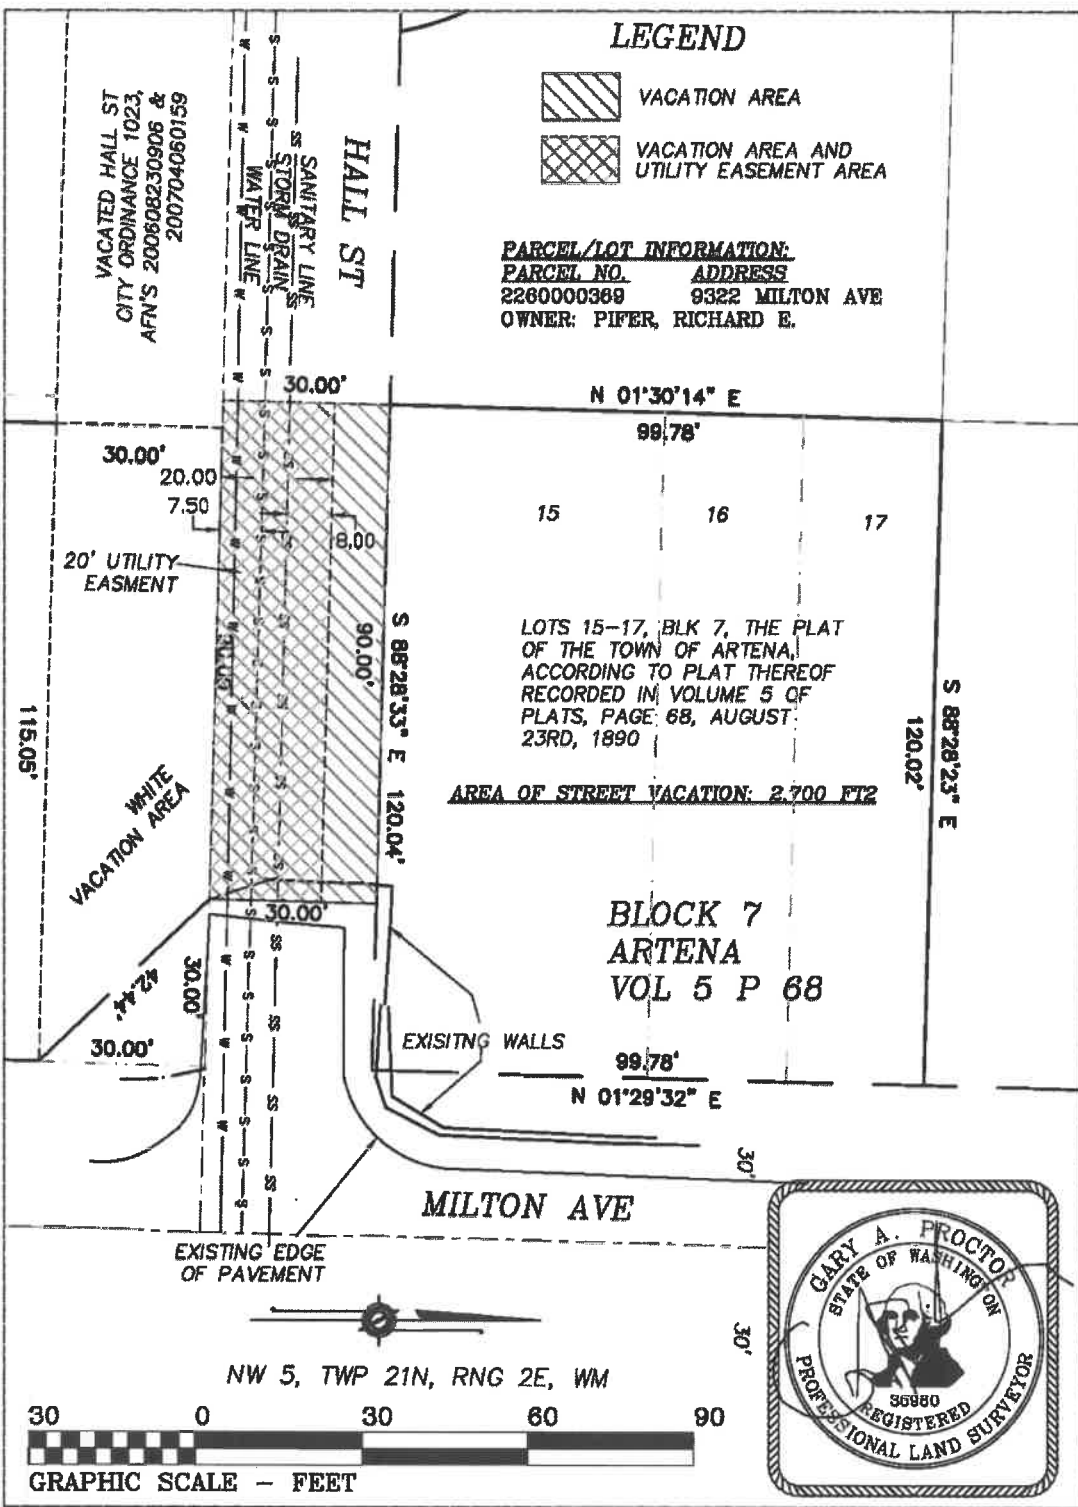 LEGEND
VACATION AREA
VACATION AREA AND
UTILITY EASEMENT AREA
VACATED HALL ST
CITY ORDINANCE 1023,
AFN'S 200608230906 &
200704060159
SANITARY LINE
STORM DRAIN
WATER LINE
HALL ST
PARCEL/LOT INFORMATION:
PARCEL NO. ADDRESS
2260000369 9322 MILTON AVE
OWNER: PIFER, RICHARD E.
30.00'
N 01°30'14" E
99.78'
30.00'
20.00
7.50
8.00
15
16
17
20' UTILITY
EASMENT
90.00'
S 88°28'33" E 120.04'
LOTS 15-17, BLK 7, THE PLAT
OF THE TOWN OF ARTENA,
ACCORDING TO PLAT THEREOF
RECORDED IN VOLUME 5 OF
PLATS, PAGE 68, AUGUST
23RD, 1890
S 88°28'23" E
120.02'
115.05'
WHITE
VACATION AREA
AREA OF STREET VACATION: 2,700 FT2
30.00'
BLOCK 7
ARTENA
VOL 5 P 68
42.44'
30.00'
30.00'
EXISITNG WALLS
99.78'
N 01°29'32" E
30'
MILTON AVE
EXISTING EDGE
OF PAVEMENT
30'
NW 5, TWP 21N, RNG 2E, WM
30 0 30 60 90
GRAPHIC SCALE - FEET
GARY A. PROCTOR
STATE OF WASHINGTON
36960
REGISTERED
PROFESSIONAL LAND SURVEYOR